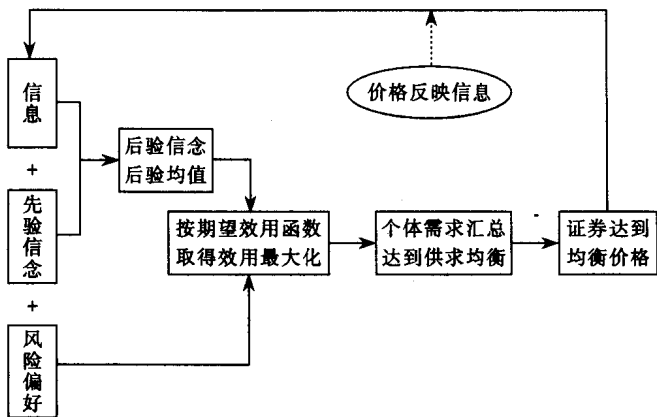 信息
+
先验信念
+
风险偏好
后验信念
后验均值
按期望效用函数
取得效用最大化
个体需求汇总
达到供求均衡
证券达到
均衡价格
价格反映信息